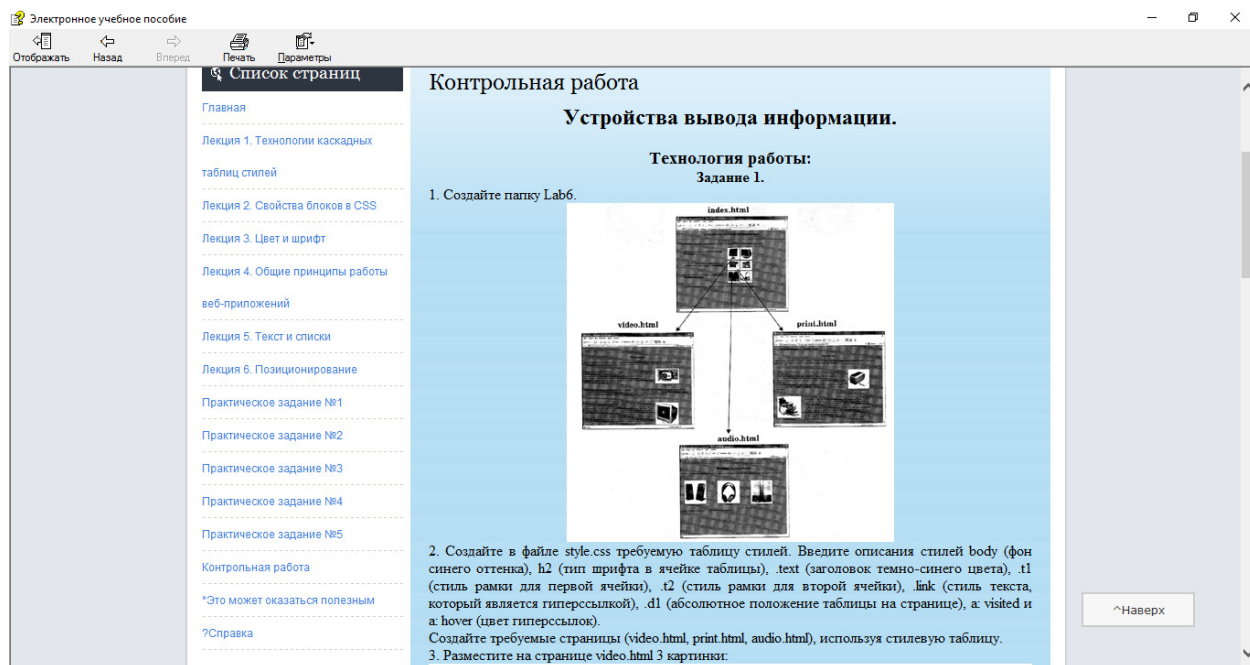 Электронное учебное пособие
Отображать Назад Вперед Печать Параметры
Список страниц
Главная
Лекция 1. Технологии каскадных
таблиц стилей
Лекция 2. Свойства блоков в CSS
Лекция 3. Цвет и шрифт
Лекция 4. Общие принципы работы
веб-приложений
Лекция 5. Текст и списки
Лекция 6. Позиционирование
Практическое задание №1
Практическое задание №2
Практическое задание №3
Практическое задание №4
Практическое задание №5
Контрольная работа
*Это может оказаться полезным
?Справка
Контрольная работа
Устройства вывода информации.
Технология работы:
Задание 1.
1. Создайте папку Lab6.
index.html
video.html
print.html
audio.html
2. Создайте в файле style.css требуемую таблицу стилей. Введите описания стилей body (фон
синего оттенка), h2 (тип шрифта в ячейке таблицы), .text (заголовок темно-синего цвета), .t1
(стиль рамки для первой ячейки), .t2 (стиль рамки для второй ячейки), .link (стиль текста,
который является гиперссылкой), .d1 (абсолютное положение таблицы на странице), a: visited и
a: hover (цвет гиперссылок).
Создайте требуемые страницы (video.html, print.html, audio.html), используя стилевую таблицу.
3. Разместите на странице video.html 3 картинки:
^Наверх